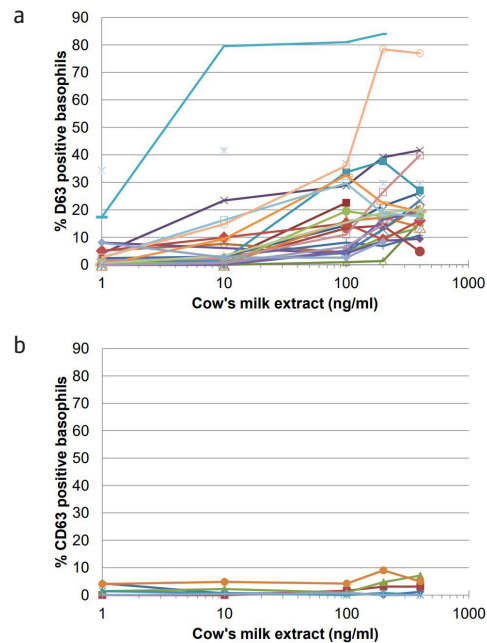 a
% D63 positive basophils
90
80
70
60
50
40
30
20
10
0
1 10 100 1000
Cow's milk extract (ng/ml)
b
% CD63 positive basophils
90
80
70
60
50
40
30
20
10
0
1 10 100 1000
Cow's milk extract (ng/ml)